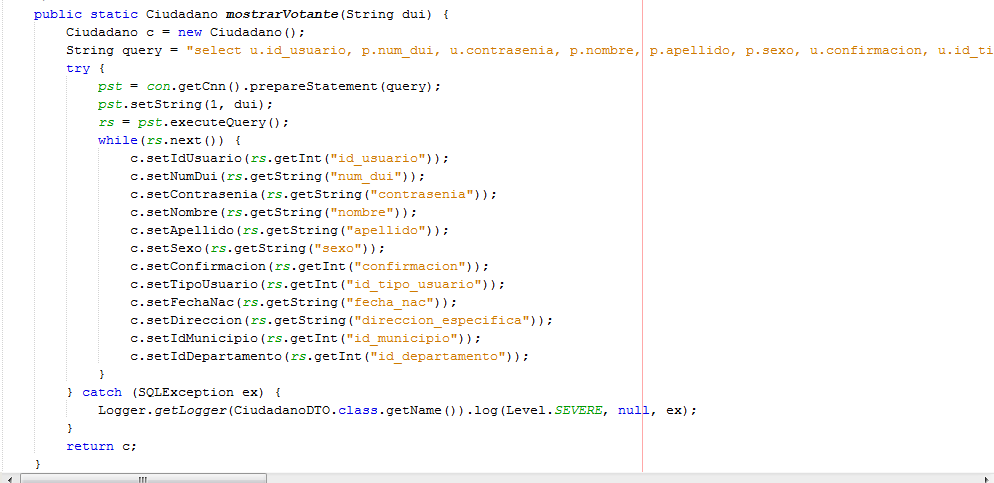 public static Ciudadano mostrarVotante(String dui) {
Ciudadano c = new Ciudadano();
String query = "select u.id_usuario, p.num_dui, u.contrasenia, p.nombre, p.apellido, p.sexo, u.confirmacion, u.id_ti
try {
pst = con.getCnn().prepareStatement(query);
pst.setString(1, dui);
rs = pst.executeQuery();
while(rs.next()) {
c.setIdUsuario(rs.getInt("id_usuario"));
c.setNumDui(rs.getString("num_dui"));
c.setContrasenia(rs.getString("contrasenia"));
c.setNombre(rs.getString("nombre"));
c.setApellido(rs.getString("apellido"));
c.setSexo(rs.getString("sexo"));
c.setConfirmacion(rs.getInt("confirmacion"));
c.setTipoUsuario(rs.getInt("id_tipo_usuario"));
c.setFechaNac(rs.getString("fecha_nac"));
c.setDireccion(rs.getString("direccion_especifica"));
c.setIdMunicipio(rs.getInt("id_municipio"));
c.setIdDepartamento(rs.getInt("id_departamento"));
}
} catch (SQLException ex) {
Logger.getLogger(CiudadanoDTO.class.getName()).log(Level.SEVERE, null, ex);
}
return c;
}